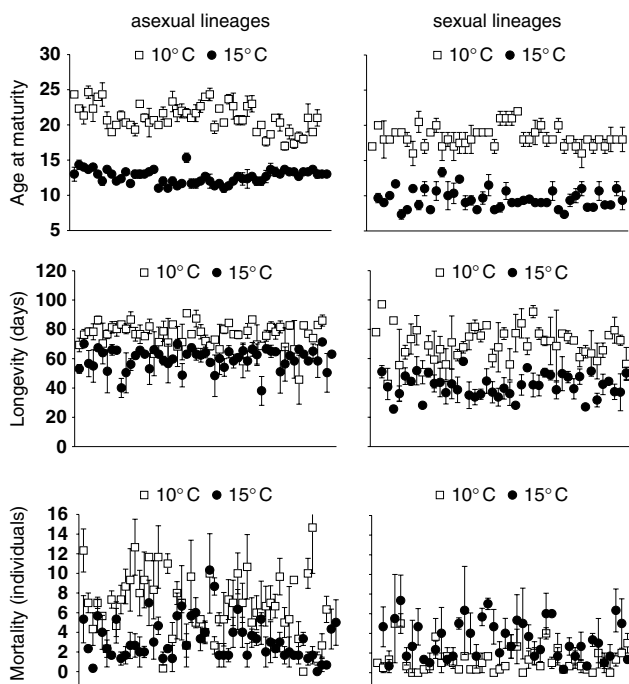 asexual lineages
sexual lineages
10°C 15°C
10°C 15°C
Age at maturity
30
25
20
15
10
5
10°C 15°C
10°C 15°C
Longevity (days)
120
100
80
60
40
20
0
10°C 15°C
10°C 15°C
Mortality (individuals)
16
14
12
10
8
6
4
2
0